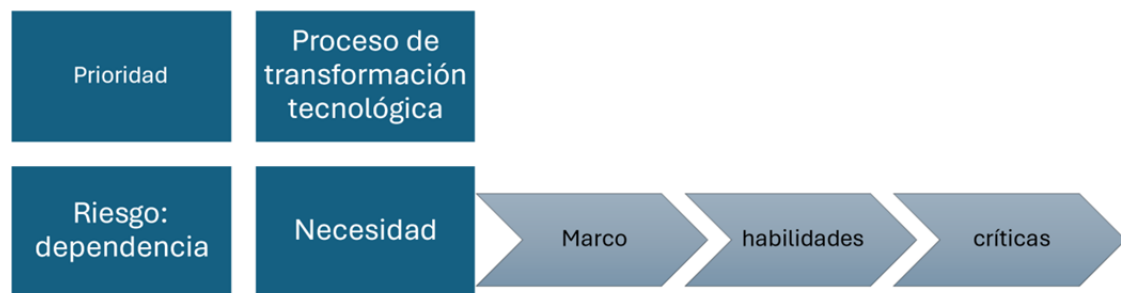 Prioridad
Proceso de
transformación
tecnológica
Riesgo:
dependencia
Necesidad
Marco
habilidades
críticas